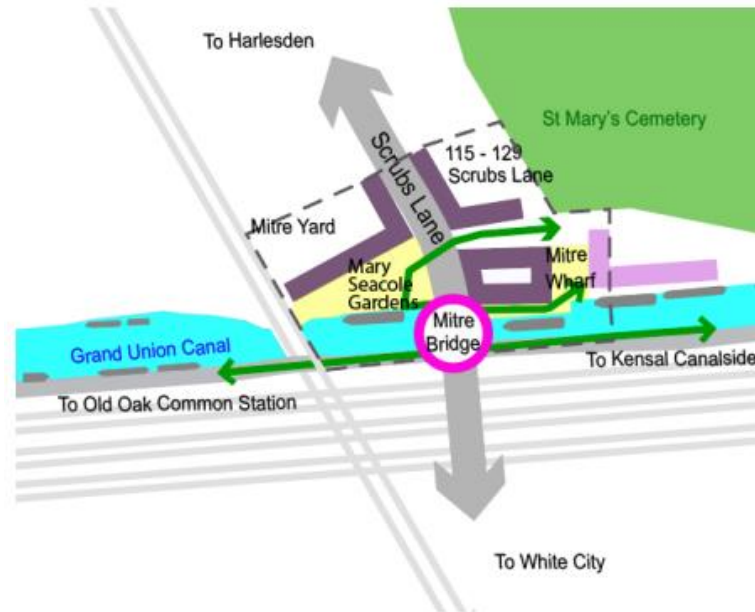 To Harlesden
St Mary's Cemetery
Scrubs Lane
115 - 129
Scrubs Lane
Mitre Yard
Mary
Seacole
Gardens
Mitre
Wharf
Mitre
Bridge
Grand Union Canal
To Kensal Canalside
To Old Oak Common Station
To White City